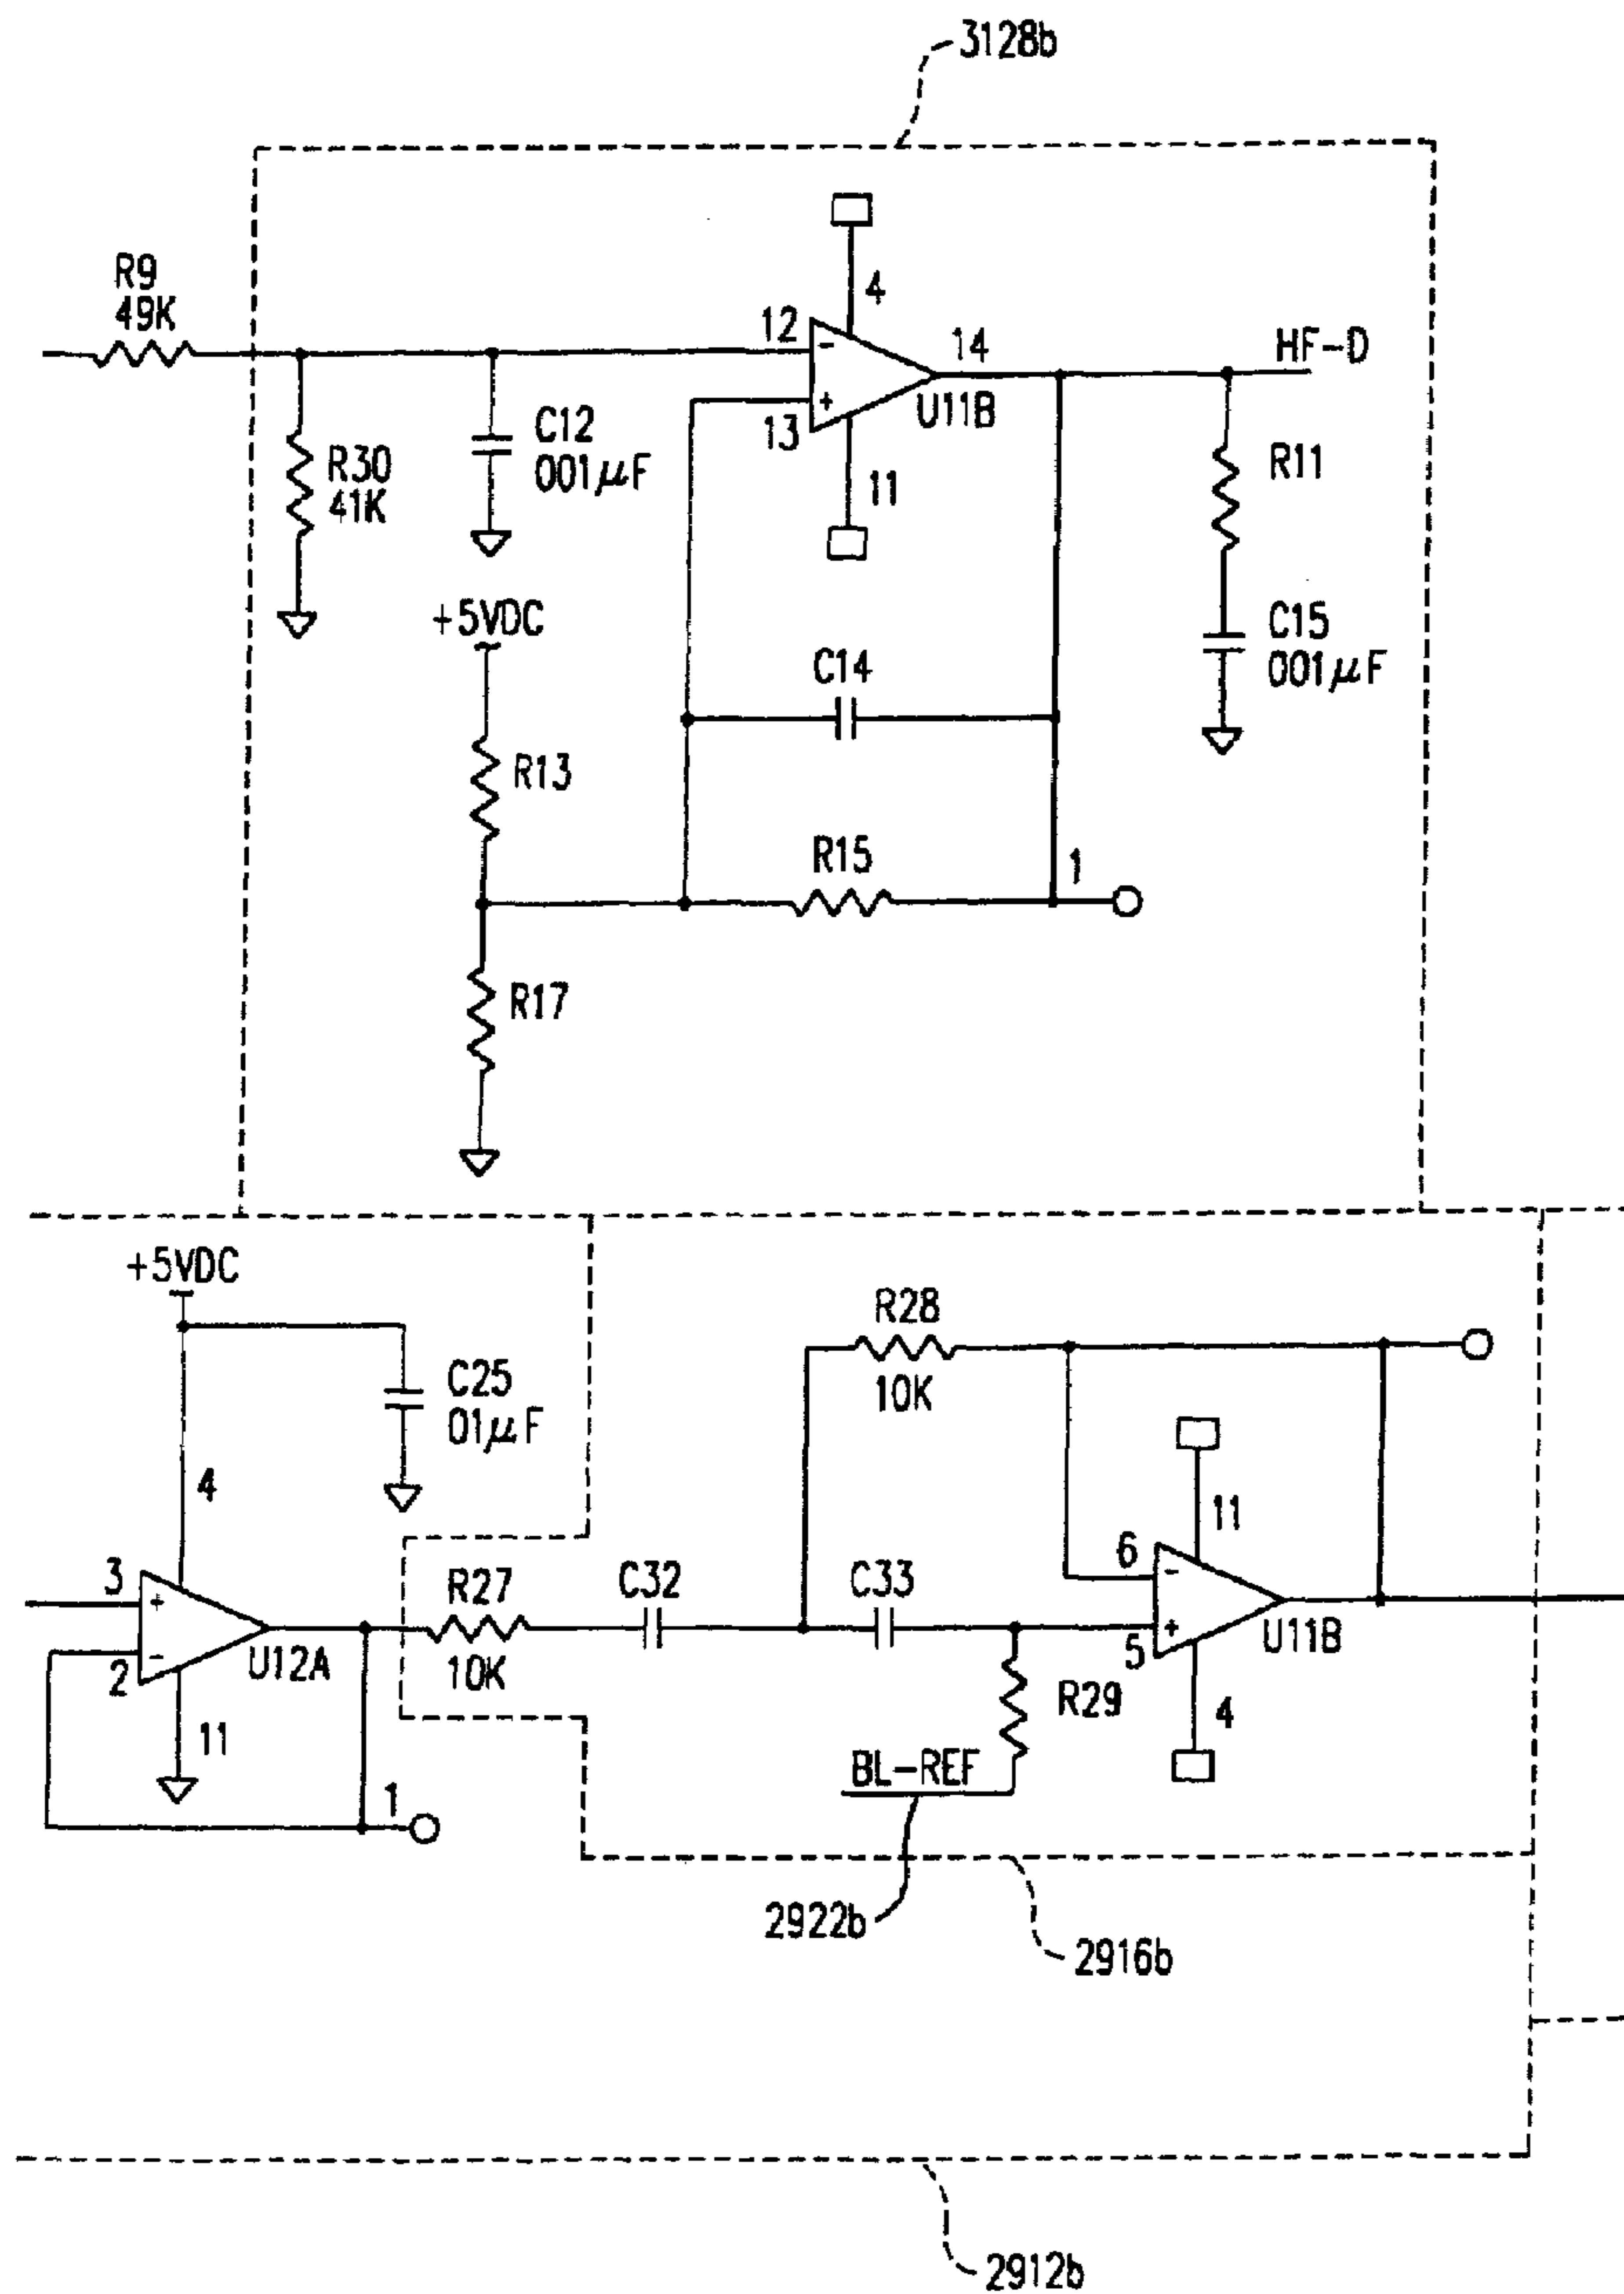 3128b
R9
49K
4
12
-
14
HF-D
+
13
U11B
C12
001µF
R30
41K
11
R11
+5VDC
C15
001µF
C14
R13
R15
1
R17
+5VDC
R28
10K
C25
01µF
4
11
3
+
R27
10K
C32
C33
6
-
-
2
U12A
+
5
U11B
R29
4
11
BL-REF
1
2922b
2916b
2912b